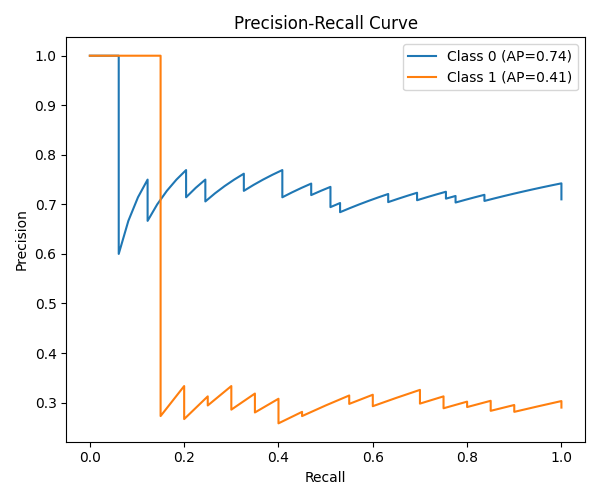 Precision-Recall Curve
Class 0 (AP=0.74)
Class 1 (AP=0.41)
Precision
1.0
0.9
0.8
0.7
0.6
0.5
0.4
0.3
0.0 0.2 0.4 0.6 0.8 1.0
Recall